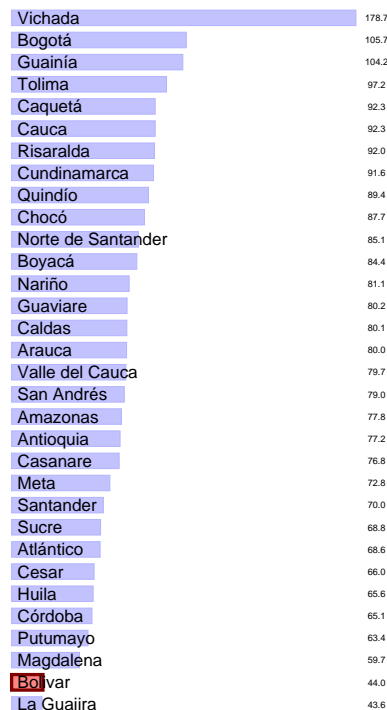 Vichada 178.7
Bogotá 105.7
Guainía 104.2
Tolima 97.2
Caquetá 92.3
Cauca 92.3
Risaralda 92.0
Cundinamarca 91.6
Quindío 89.4
Chocó 87.7
Norte de Santander 85.1
Boyacá 84.4
Nariño 81.1
Guaviare 80.2
Caldas 80.1
Arauca 80.0
Valle del Cauca 79.7
San Andrés 79.0
Amazonas 77.8
Antioquia 77.2
Casanare 76.8
Meta 72.8
Santander 70.0
Sucre 68.8
Atlántico 68.6
Cesar 66.0
Huila 65.6
Córdoba 65.1
Putumayo 63.4
Magdalena 59.7
Bolívar 44.0
La Guajira 43.6